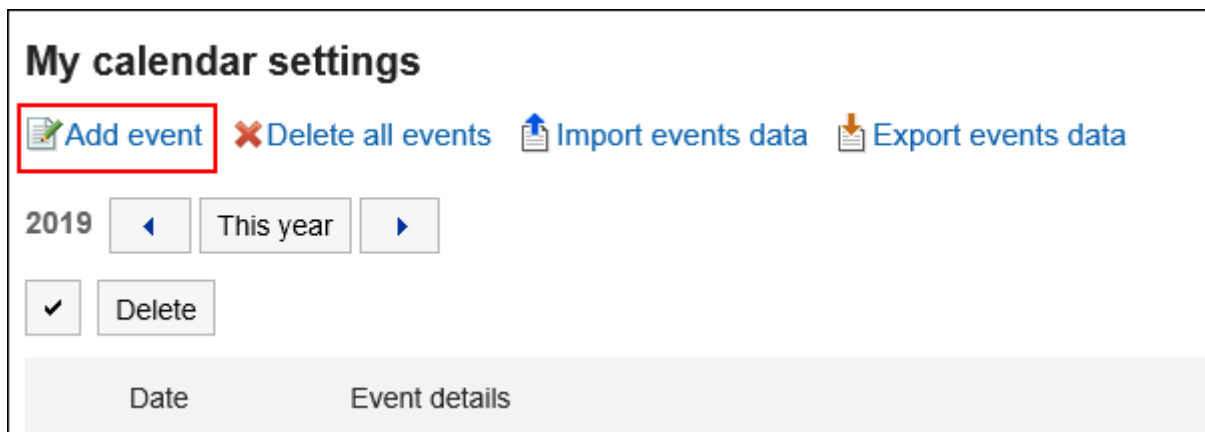 My calendar settings
Add event Delete all events Import events data Export events data
2019 This year
Delete
Date Event details